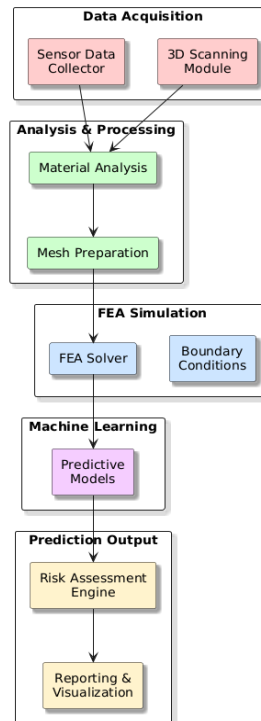 Data Acquisition
Sensor Data
Collector
3D Scanning
Module
Analysis & Processing
Material Analysis
Mesh Preparation
FEA Simulation
FEA Solver
Boundary
Conditions
Machine Learning
Predictive
Models
Prediction Output
Risk Assessment
Engine
Reporting &
Visualization